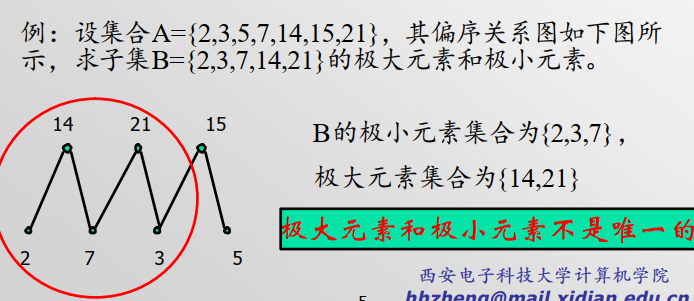 例：设集合A={2,3,5,7,14,15,21}，其偏序关系图如下图所
示，求子集B={2,3,7,14,21}的极大元素和极小元素。
14 21 15
B的极小元素集合为{2,3,7}，
极大元素集合为{14,21}
极大元素和极小元素不是唯一的
2 7 3 5
西安电子科技大学计算机学院
5
hhzheng@mail.xidian.edu.cn